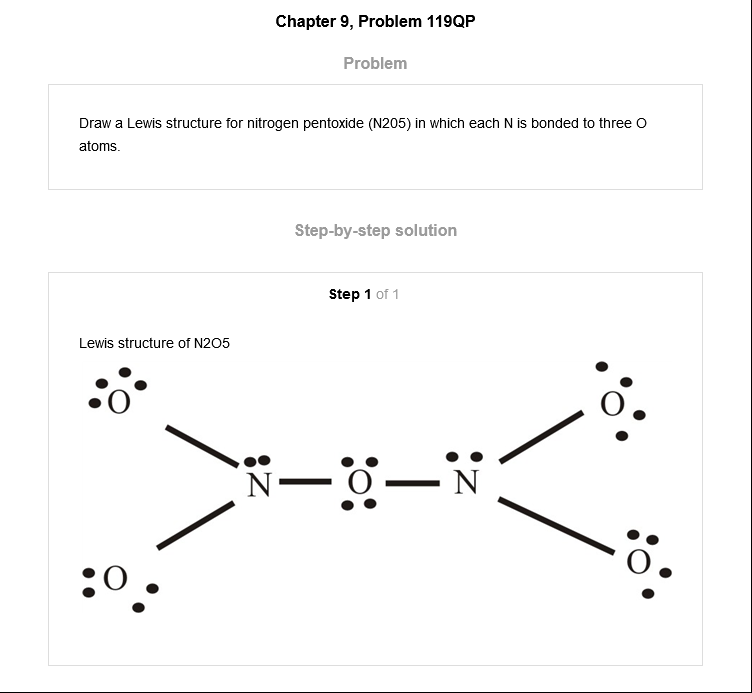 Chapter 9, Problem 119QP
Problem
Draw a Lewis structure for nitrogen pentoxide (N205) in which each N is bonded to three O
atoms.
Step-by-step solution
Step 1 of 1
Lewis structure of N2O5
O O
N O N
O O